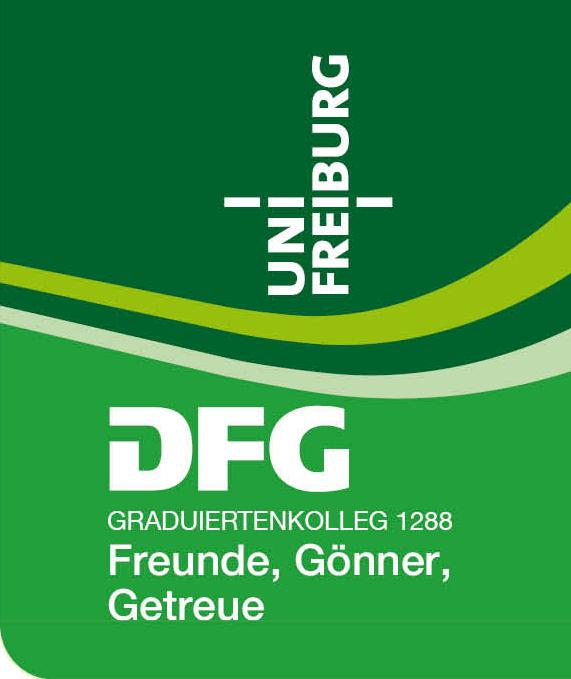 UNI
FREIBURG
DFG
GRADUIERTENKOLLEG 1288
Freunde, Gönner,
Getreue